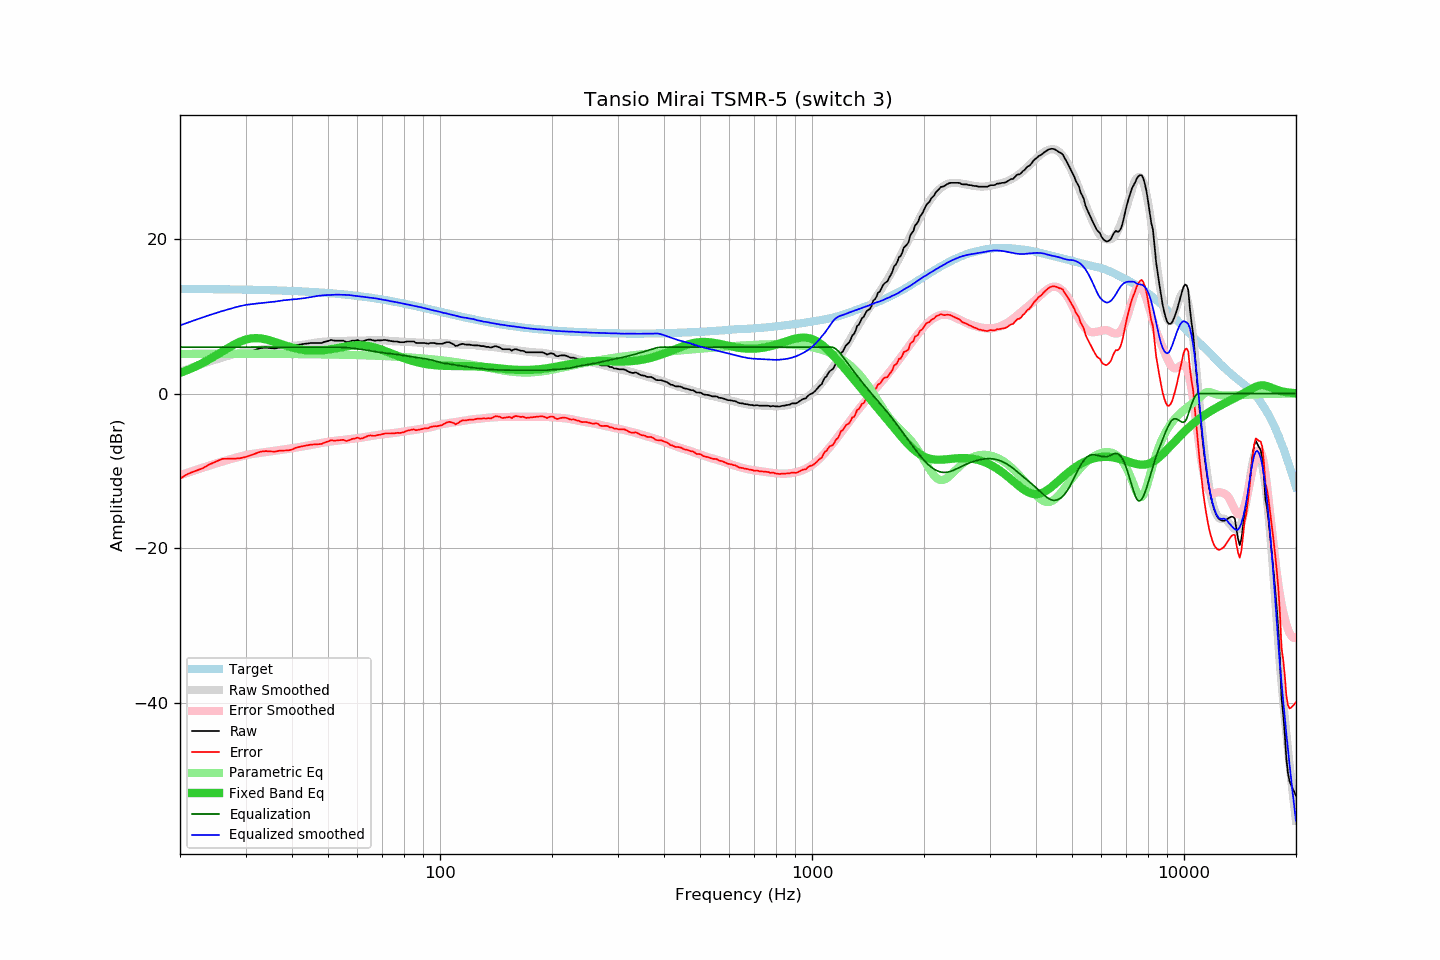 Tansio Mirai TSMR-5 (switch 3)
20
0
−20
−40
Amplitude (dBr)
Target
Raw Smoothed
Error Smoothed
Raw
Error
Parametric Eq
Fixed Band Eq
Equalization
Equalized smoothed
100
1000
10000
Frequency (Hz)